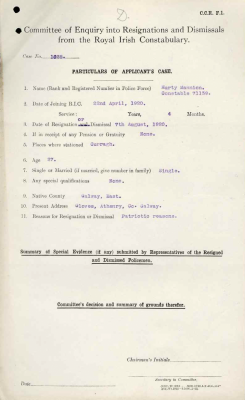 C.C.R. F.1.
Committee of Enquiry into Resignations and Dismissals
from the Royal Irish Constabulary.
Case No.
PARTICULARS OF APPLICANT'S CASE.
1. Name (Rank and Registered Number in Police Force)
Constable 71152.
2. Date of Joining R.I.C. 22nd April, 1920.
Service: Years, 4 Months.
3. Date of Resignation or Dismissal 7th August, 1920.
4. If in receipt of any Pension or Gratuity None.
5. Places where stationed Curragh.
6. Age 27.
7. Single or Married (if married, give number in family) Single.
8. Any special qualifications None.
9. Native County Galway, East.
10. Present Address Athenry, Co. Galway.
11. Reasons for Resignation or Dismissal Patriotic reasons.
Summary of Special Evidence (if any) submitted by Representatives of the Resigned
and Dismissed Policemen.
Committee's decision and summary of grounds therefor.
Chairman's Initials
Date
Secretary to Committee.